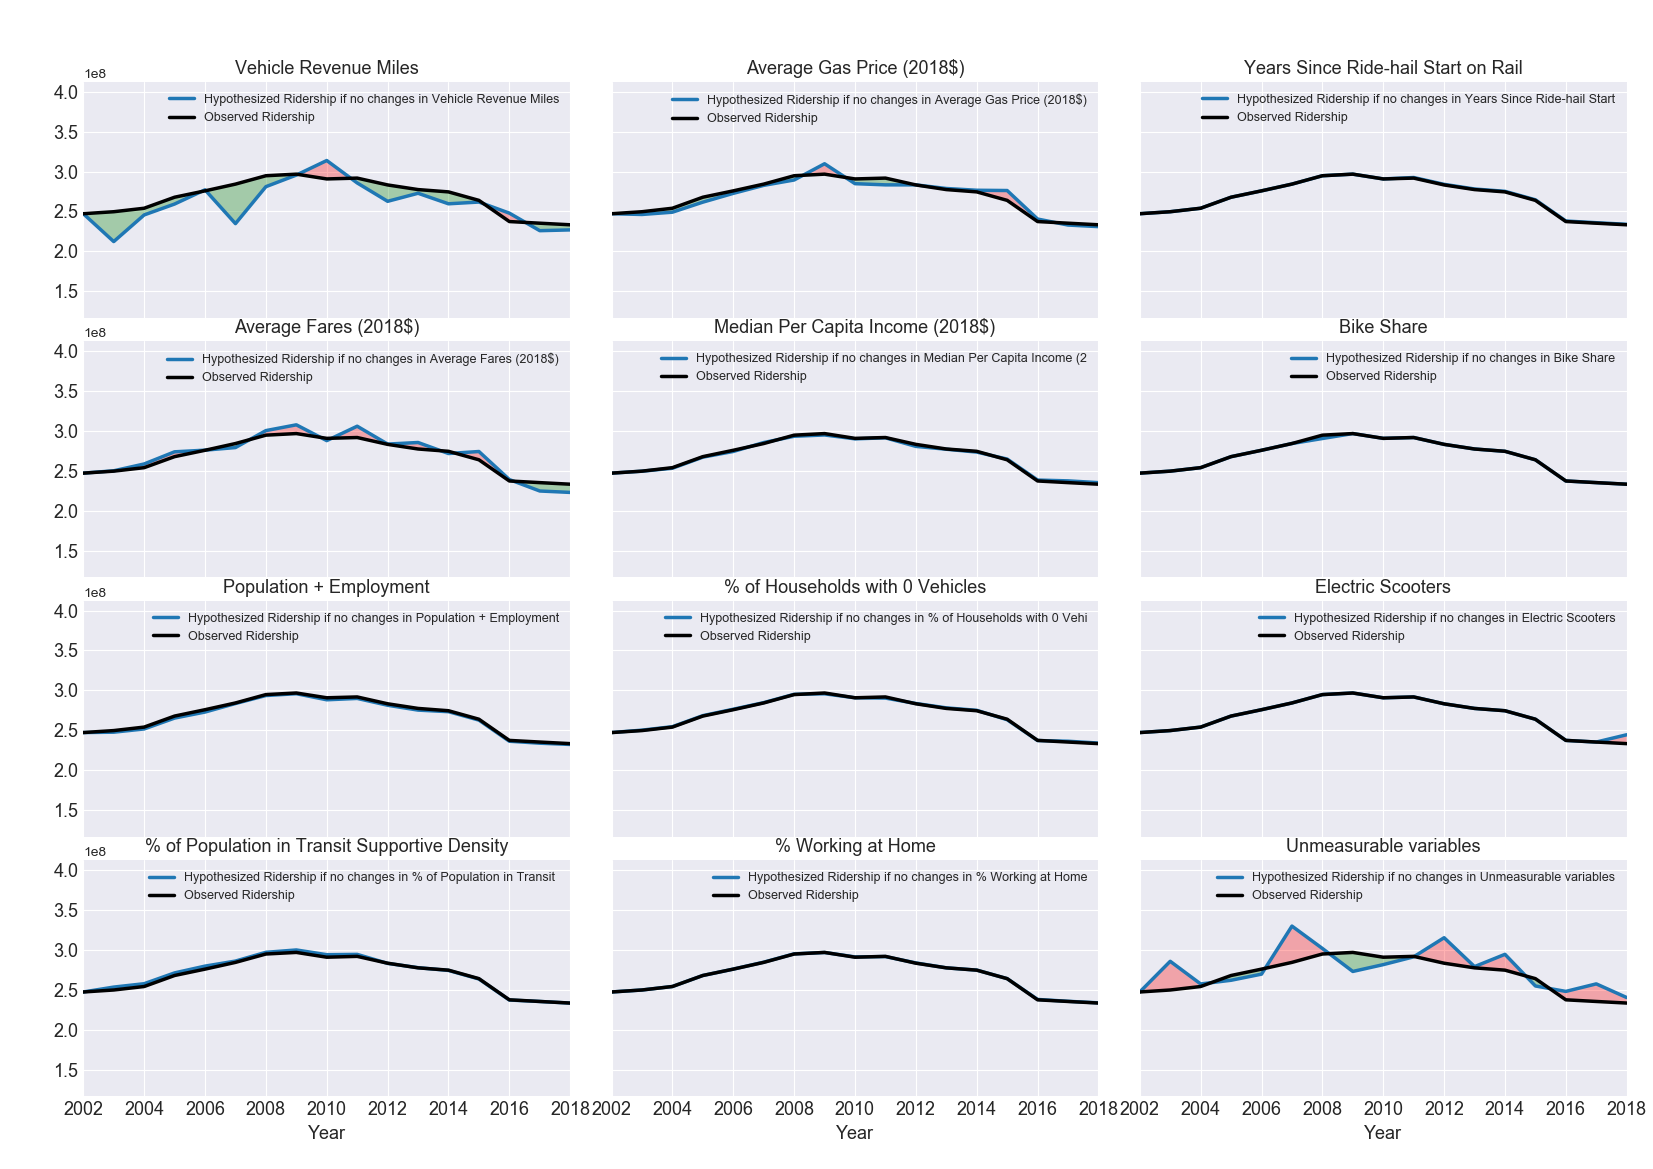 Vehicle Revenue Miles
1e8
4.0
3.5
3.0
2.5
2.0
1.5
Hypothesized Ridership if no changes in Vehicle Revenue Miles
Observed Ridership
Average Gas Price (2018$)
Hypothesized Ridership if no changes in Average Gas Price (2018$)
Observed Ridership
Years Since Ride-hail Start on Rail
Hypothesized Ridership if no changes in Years Since Ride-hail Start
Observed Ridership
Average Fares (2018$)
1e8
4.0
3.5
3.0
2.5
2.0
1.5
Hypothesized Ridership if no changes in Average Fares (2018$)
Observed Ridership
Median Per Capita Income (2018$)
Hypothesized Ridership if no changes in Median Per Capita Income (2
Observed Ridership
Bike Share
Hypothesized Ridership if no changes in Bike Share
Observed Ridership
Population + Employment
1e8
4.0
3.5
3.0
2.5
2.0
1.5
Hypothesized Ridership if no changes in Population + Employment
Observed Ridership
% of Households with 0 Vehicles
Hypothesized Ridership if no changes in % of Households with 0 Vehi
Observed Ridership
Electric Scooters
Hypothesized Ridership if no changes in Electric Scooters
Observed Ridership
% of Population in Transit Supportive Density
1e8
4.0
3.5
3.0
2.5
2.0
1.5
Hypothesized Ridership if no changes in % of Population in Transit
Observed Ridership
2002 2004 2006 2008 2010 2012 2014 2016 2018
Year
% Working at Home
Hypothesized Ridership if no changes in % Working at Home
Observed Ridership
2002 2004 2006 2008 2010 2012 2014 2016 2018
Year
Unmeasurable variables
Hypothesized Ridership if no changes in Unmeasurable variables
Observed Ridership
2002 2004 2006 2008 2010 2012 2014 2016 2018
Year